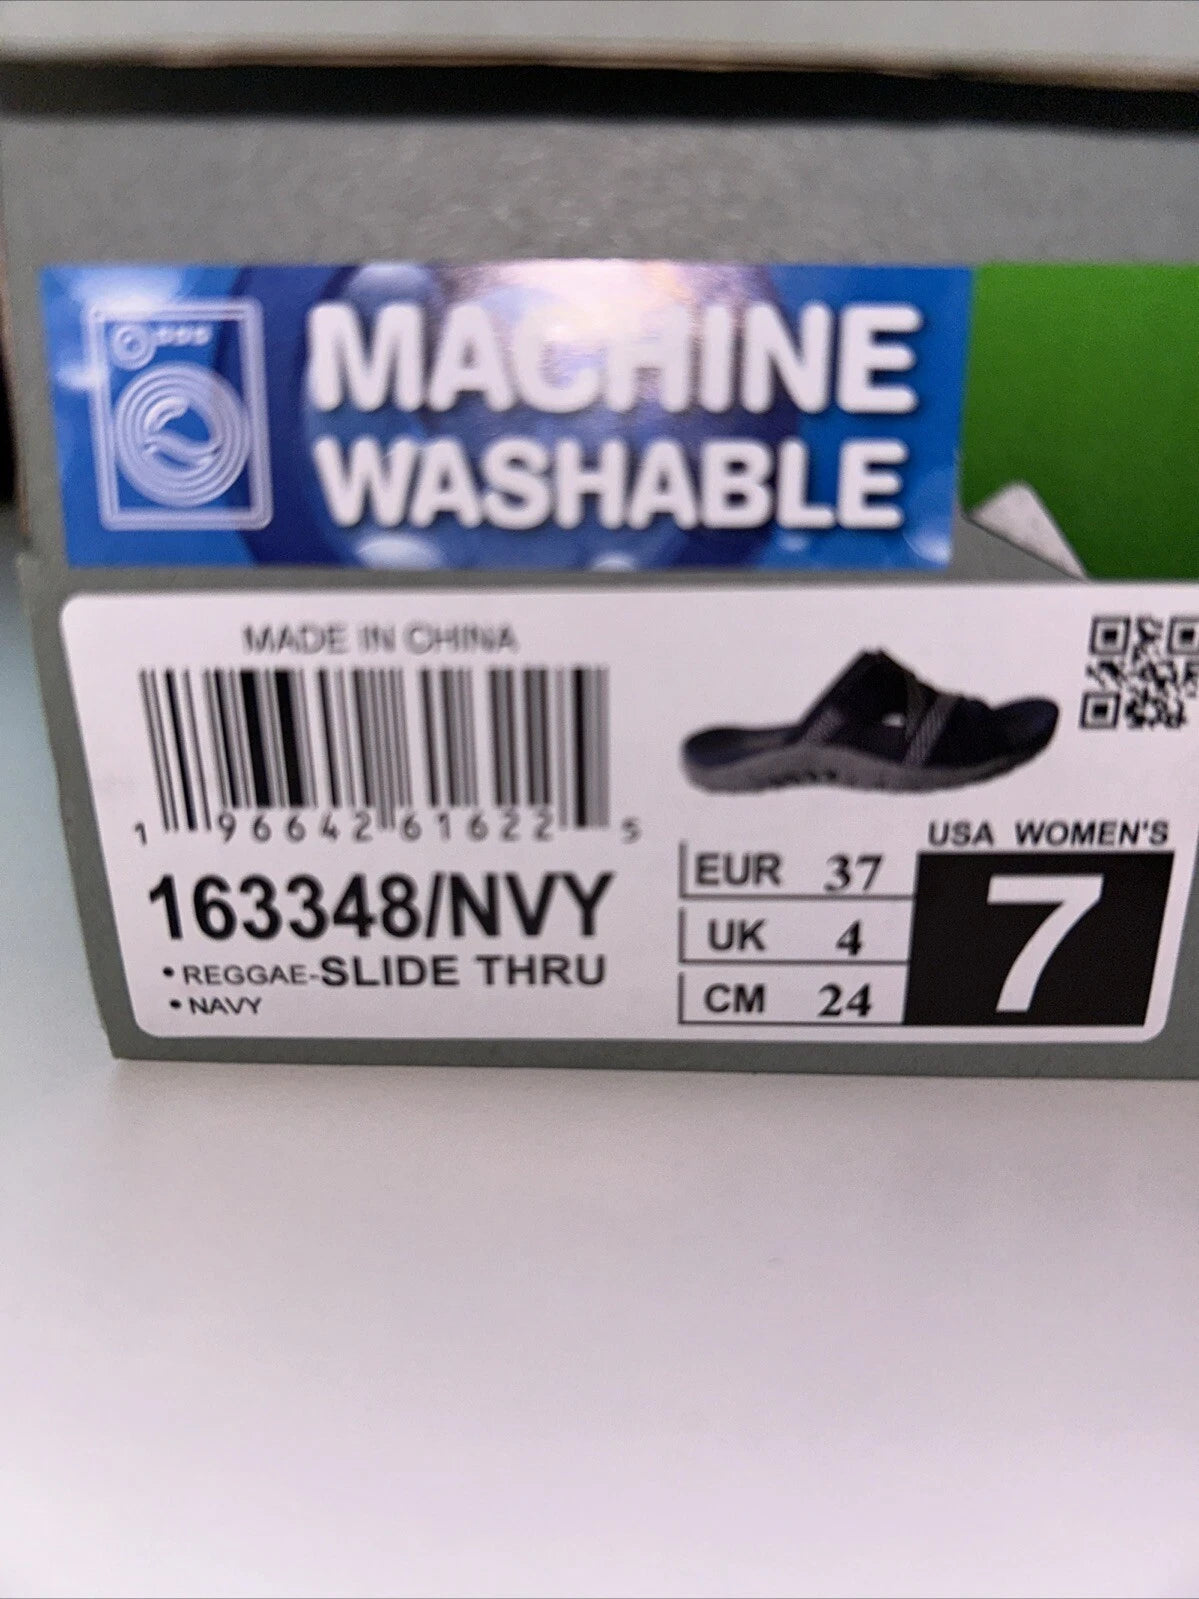 MACHINE
WASHABLE
MADE IN CHINA
1 96642 61622 5
163348/NVY
• REGGAE-SLIDE THRU
• NAVY
USA WOMEN'S
7
EUR 37
UK 4
CM 24